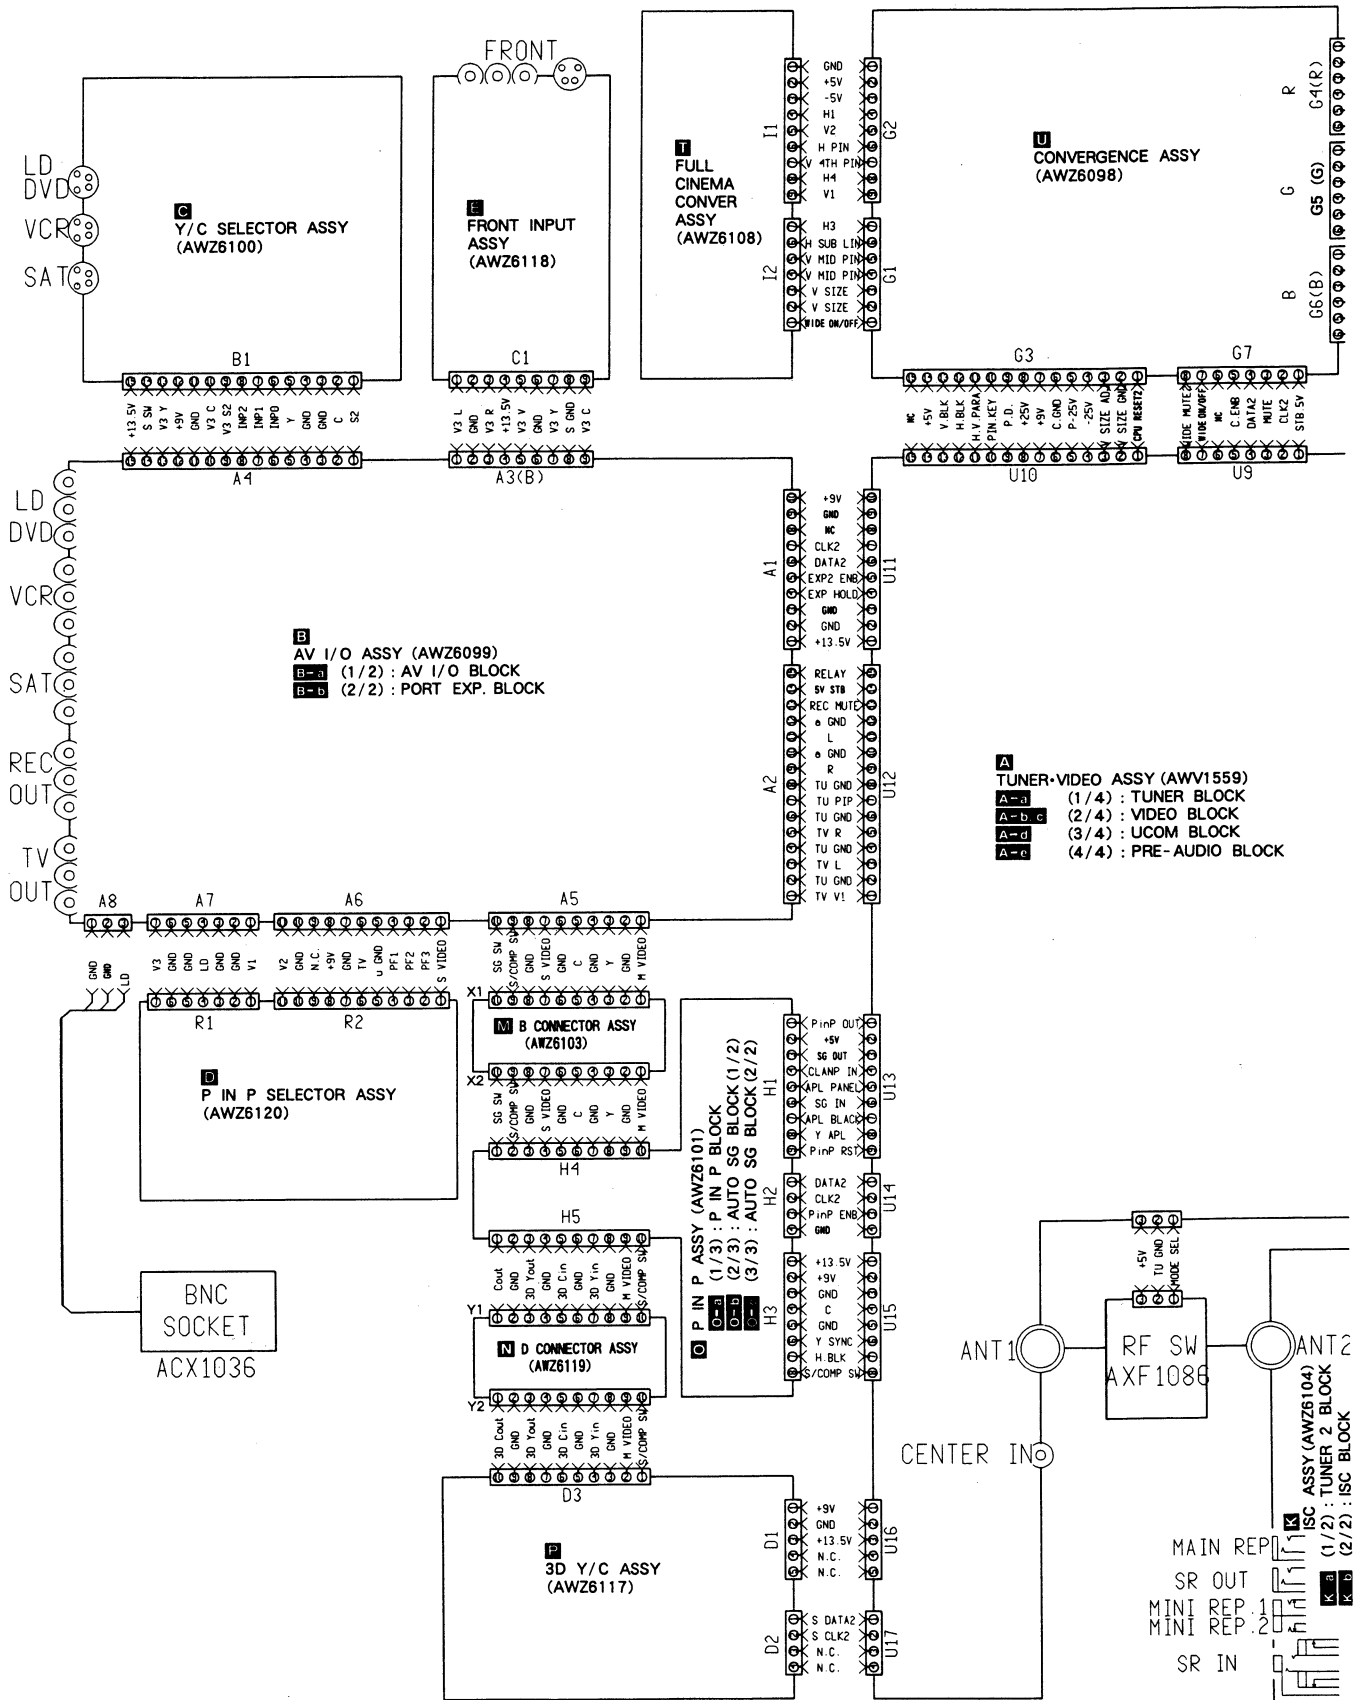 FRONT
LD
DVD
VCR
SAT
C
Y/C SELECTOR ASSY
(AWZ6100)
E
FRONT INPUT
ASSY
(AWZ6118)
T
FULL
CINEMA
CONVER
ASSY
(AWZ6108)
I1
GND
+5V
-5V
H1
V2
H PIN
V 4TH PIN
H4
V1
G2
I2
H3
H SUB LIN
V MID PIN
V MID PIN
V SIZE
V SIZE
WIDE ON/OFF
G1
U
CONVERGENCE ASSY
(AWZ6098)
R
G4(R)
G
G5 (G)
B
G6(B)
B1
+13.5V
S SW
V3 Y
+9V
GND
V3 C
V3 S2
INP2
INP1
INP0
Y
GND
GND
C
S2
A4
C1
V3 L
GND
V3 R
+13.5V
V3 V
GND
V3 Y
S GND
V3 C
A3(B)
G3
NC
+5V
V.BLK
H.BLK
H.V.PARA
PIN.KEY
P.D.
+25V
+9V
C.GND
P-25V
-25V
V SIZE ADJ
V SIZE GND
CPU RESET2
U10
G7
WIDE MUTE2
WIDE ON/OFF
NC
C.ENB
DATA2
MUTE
CLK2
STB 5V
U9
LD
DVD
VCR
SAT
REC
OUT
TV
OUT
B
AV I/O ASSY (AWZ6099)
B-a (1/2) : AV I/O BLOCK
B-b (2/2) : PORT EXP. BLOCK
A1
+9V
GND
NC
CLK2
DATA2
EXP2 ENB
EXP HOLD
GND
GND
+13.5V
U11
A2
RELAY
5V STB
REC MUTE
a GND
L
a GND
R
TU GND
TU PIP
TU GND
TV R
TU GND
TV L
TU GND
TV V1
U12
A
TUNER•VIDEO ASSY (AWV1559)
A-a (1/4) : TUNER BLOCK
A-b c (2/4) : VIDEO BLOCK
A-d (3/4) : UCOM BLOCK
A-e (4/4) : PRE-AUDIO BLOCK
A8
GND
GND
LD
A7
V3
GND
GND
LD
GND
GND
V1
R1
A6
V2
GND
N.C.
+9V
GND
TV
u GND
PF1
PF2
PF3
S VIDEO
R2
A5
SG SW
S/COMP SW
GND
S VIDEO
GND
C
GND
Y
GND
M VIDEO
X1
M B CONNECTOR ASSY
(AWZ6103)
X2
SG SW
S/COMP SW
GND
S VIDEO
GND
C
GND
Y
GND
M VIDEO
H4
D
P IN P SELECTOR ASSY
(AWZ6120)
O P IN P ASSY (AWZ6101)
O-a (1/3) : P IN P BLOCK
O-b (2/3) : AUTO SG BLOCK (1/2)
(3/3) : AUTO SG BLOCK (2/2)
H1
PinP OUT
+5V
SG OUT
CLANP IN
APL PANEL
SG IN
APL BLACK
Y APL
PinP RST
U13
H2
DATA2
CLK2
PinP ENB
GND
U14
H3
+13.5V
+9V
GND
C
GND
Y SYNC
H.BLK
S/COMP SW
U15
H5
Cout
GND
3D Yout
GND
3D Cin
GND
3D Yin
GND
M VIDEO
S/COMP SW
Y1
N D CONNECTOR ASSY
(AWZ6119)
Y2
3D Cout
GND
3D Yout
GND
3D Cin
GND
3D Yin
GND
M VIDEO
S/COMP SW
D3
BNC
SOCKET
ACX1036
P
3D Y/C ASSY
(AWZ6117)
D1
+9V
GND
+13.5V
N.C.
N.C.
U16
D2
S DATA2
S CLK2
N.C.
N.C.
U17
+5V
TU GND
MODE SEL
ANT1
RF SW
AXF1086
ANT2
CENTER IN
K ISC ASSY (AWZ6104)
K a (1/2) : TUNER 2 BLOCK
K b (2/2) : ISC BLOCK
MAIN REP
SR OUT
MINI REP.1
MINI REP.2
SR IN